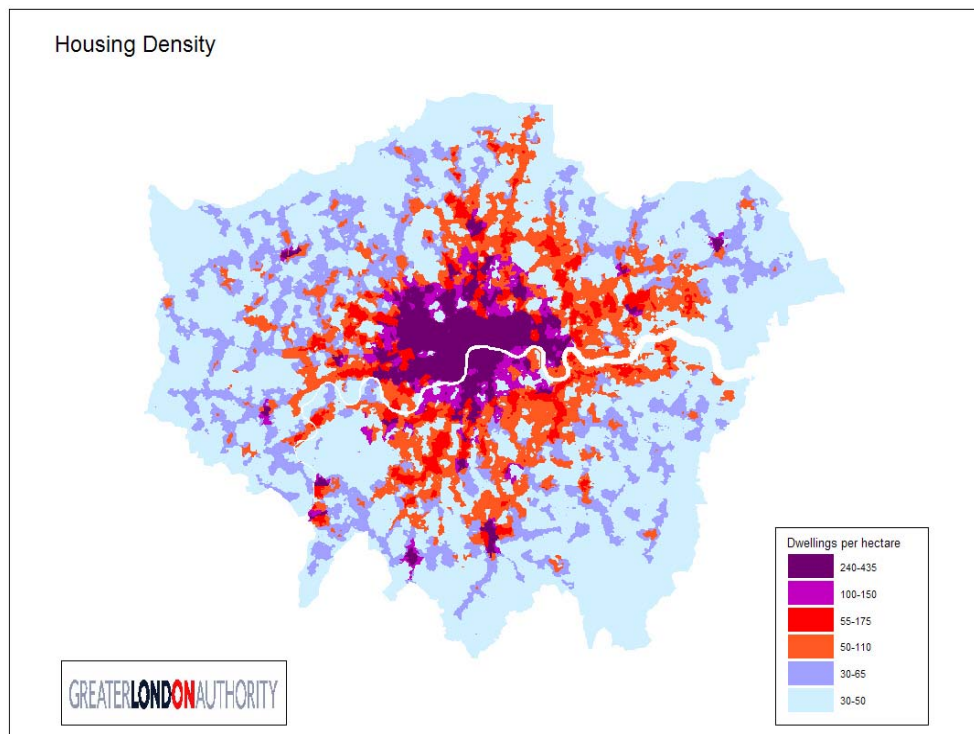 Housing Density
Dwellings per hectare
240-435
100-150
55-175
50-110
30-65
30-50
GREATERLONDONAUTHORITY